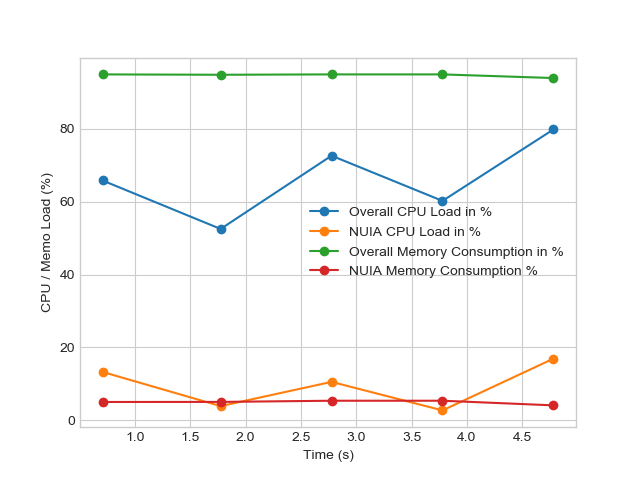 CPU / Memo Load (%)
80
60
40
20
0
Overall CPU Load in %
NUIA CPU Load in %
Overall Memory Consumption in %
NUIA Memory Consumption %
1.0 1.5 2.0 2.5 3.0 3.5 4.0 4.5
Time (s)